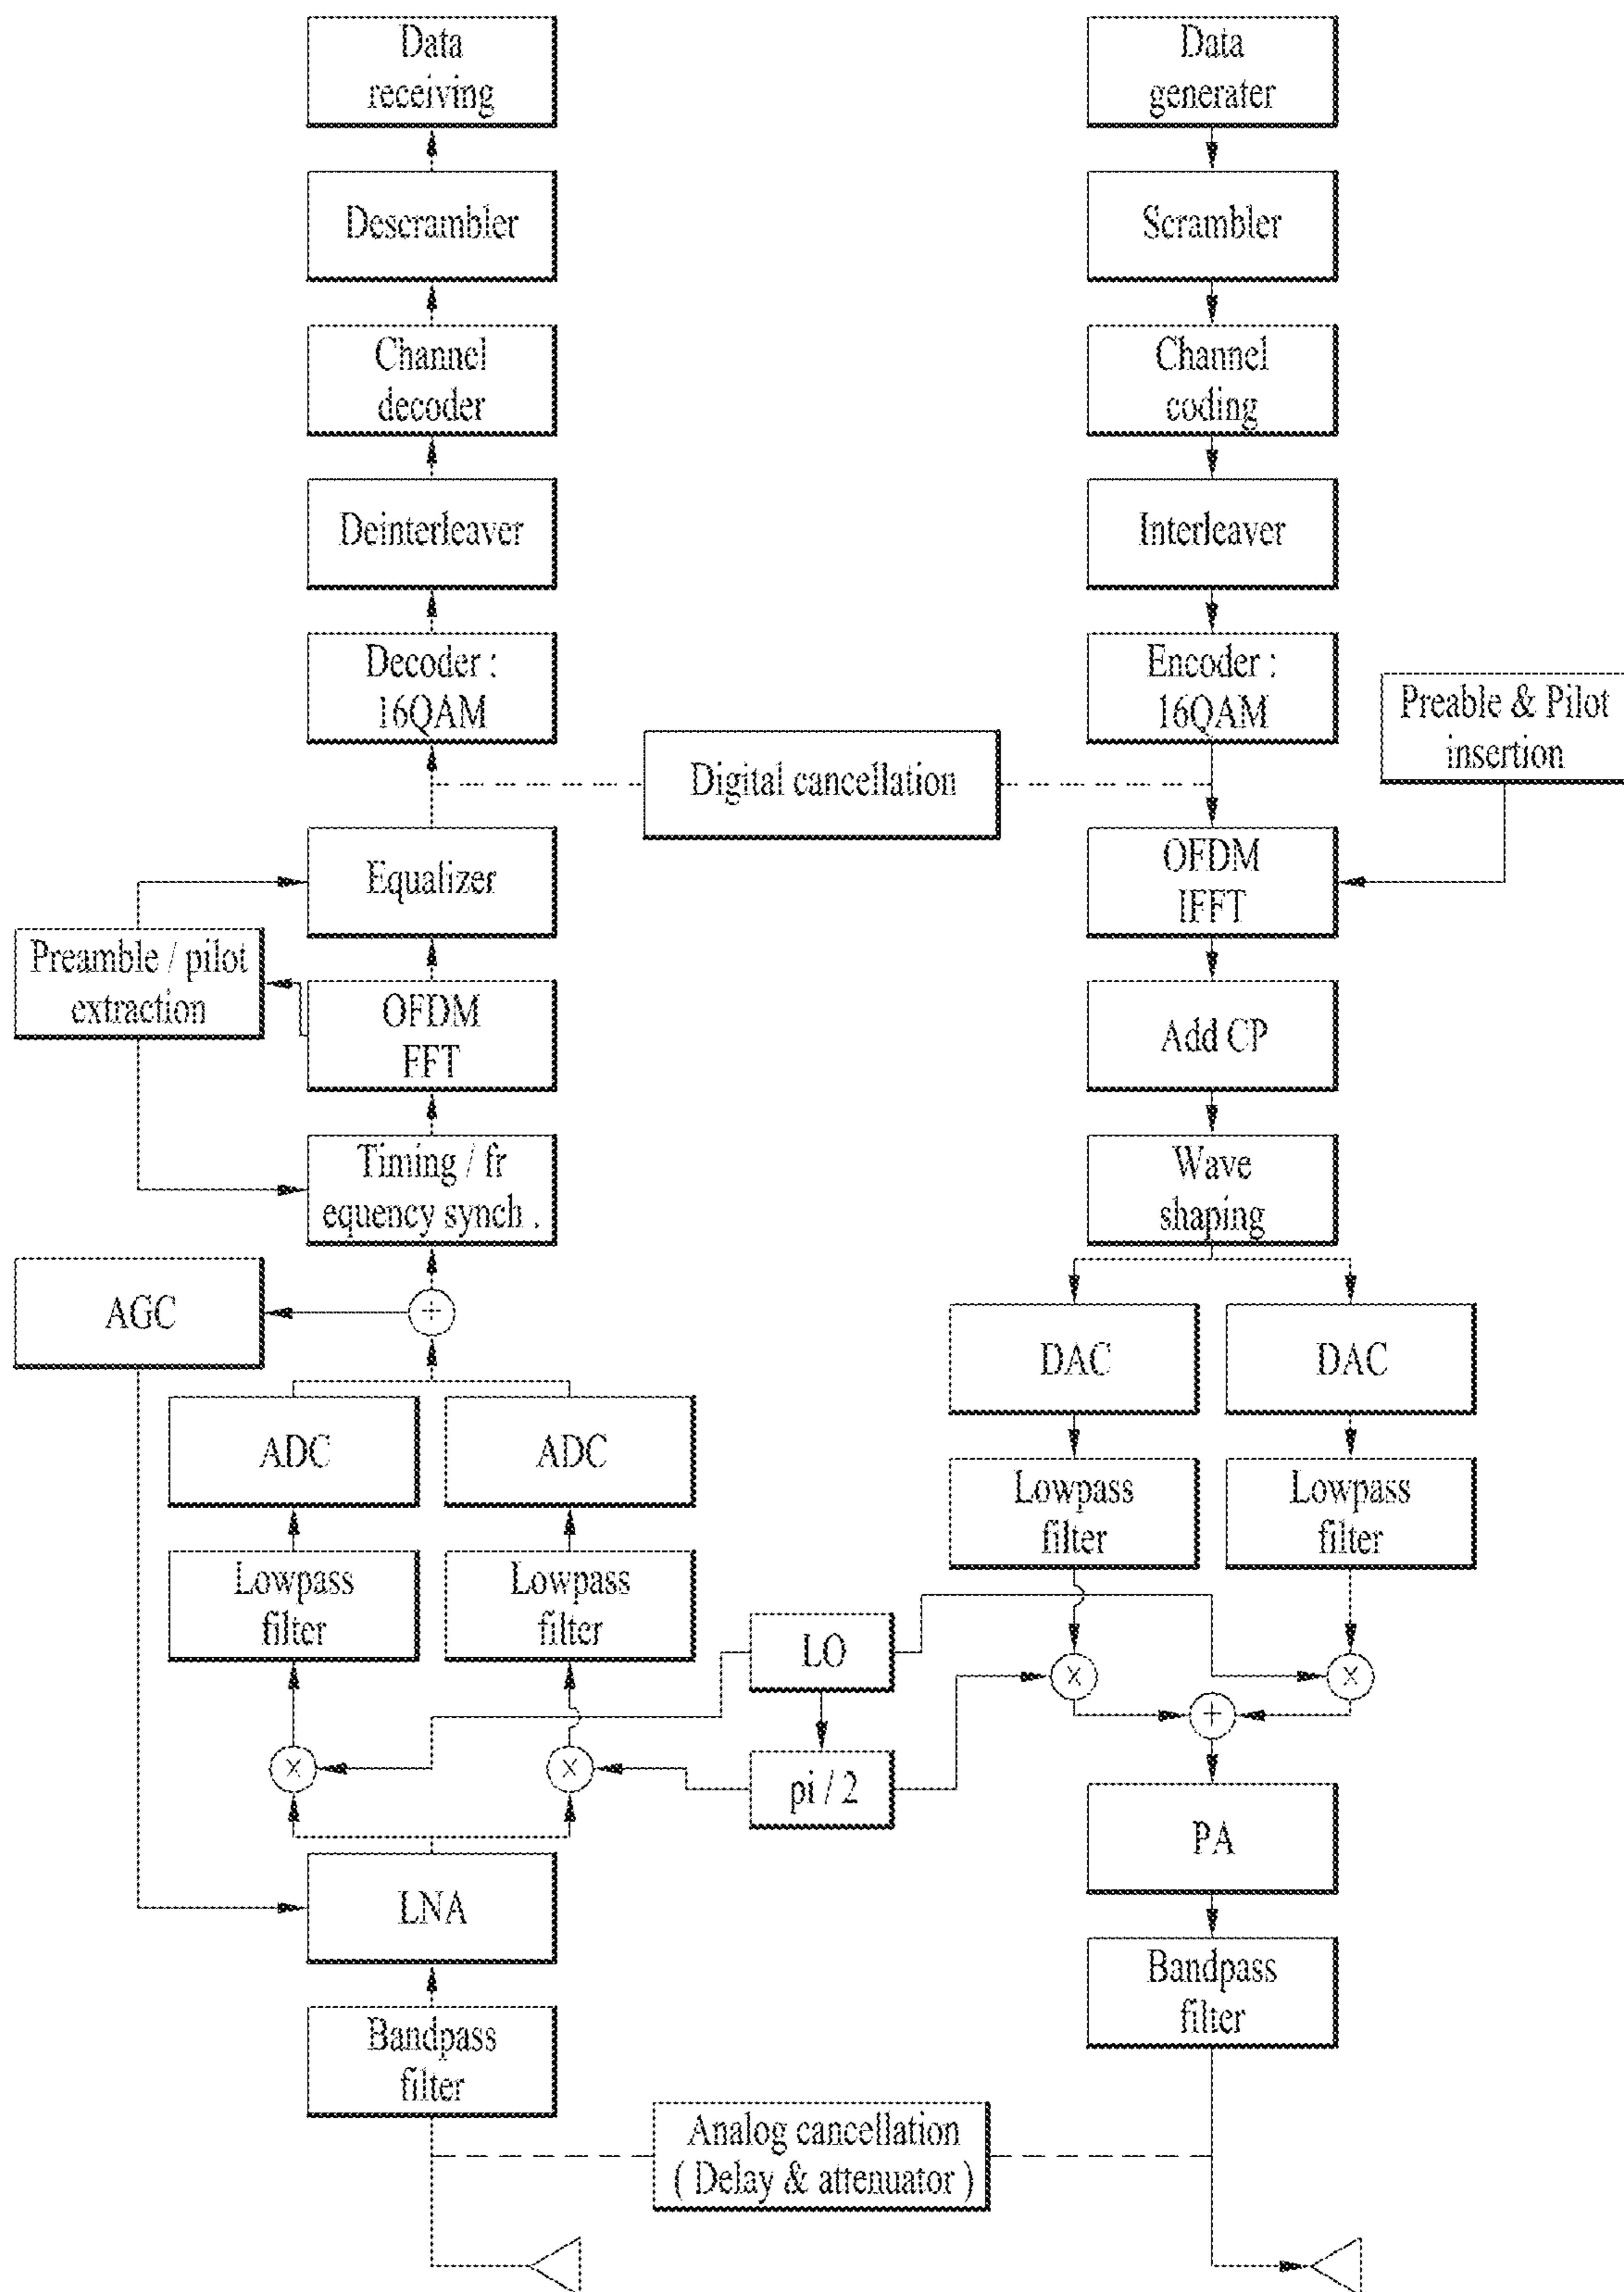 Data
receiving
Data
generater
Descrambler
Scrambler
Channel
decoder
Channel
coding
Deinterleaver
Interleaver
Decoder :
16QAM
Encoder :
16QAM
Preable & Pilot
insertion
Digital cancellation
Equalizer
OFDM
IFFT
Preamble / pilot
extraction
OFDM
FFT
Add CP
Timing / fr
equency synch .
Wave
shaping
AGC
+
DAC
DAC
ADC
ADC
Lowpass
filter
Lowpass
filter
Lowpass
filter
Lowpass
filter
LO
X
X
+
X
X
pi / 2
PA
LNA
Bandpass
filter
Bandpass
filter
Analog cancellation
( Delay & attenuator )